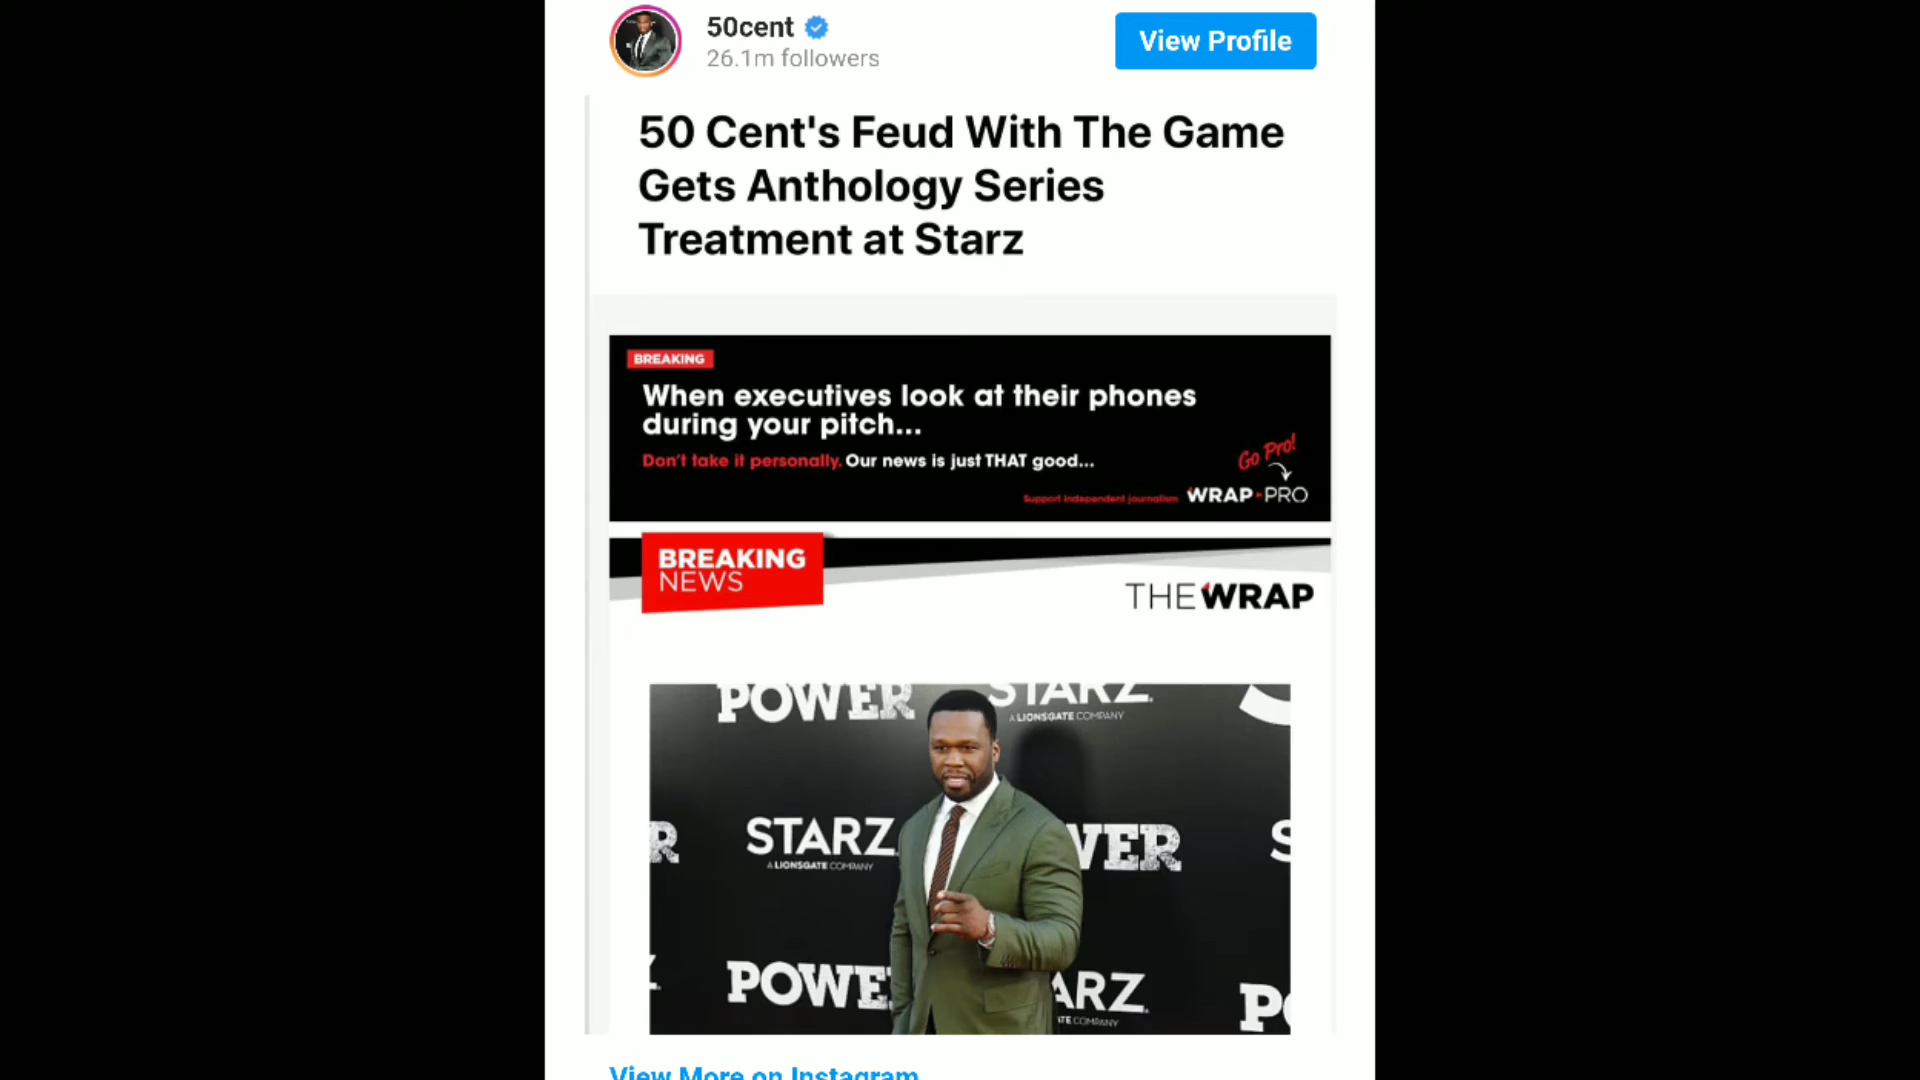 50cent
26.1m followers
View Profile
50 Cent's Feud With The Game
Gets Anthology Series
Treatment at Starz
BREAKING
When executives look at their phones
during your pitch...
Don't take it personally. Our news is just THAT good...
Go Pro!
Support independent journalism WRAP PRO
BREAKING
NEWS
THE WRAP
POWER STARZ
A LIONSGATE COMPANY
R STARZ VER S
A LIONSGATE COMPANY
POWE ARZ PO
TE COMPANY
View More on Instagram